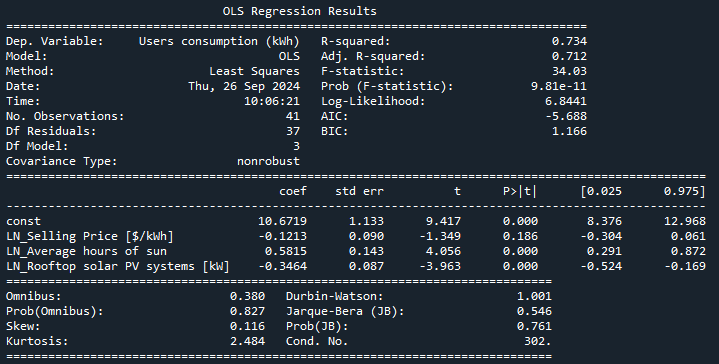 OLS Regression Results
==============================================================================
Dep. Variable: Users consumption (kWh) R-squared: 0.734
Model: OLS Adj. R-squared: 0.712
Method: Least Squares F-statistic: 34.03
Date: Thu, 26 Sep 2024 Prob (F-statistic): 9.81e-11
Time: 10:06:21 Log-Likelihood: 6.8441
No. Observations: 41 AIC: -5.688
Df Residuals: 37 BIC: 1.166
Df Model: 3
Covariance Type: nonrobust
==============================================================================
coef std err t P>|t| [0.025 0.975]
------------------------------------------------------------------------------
const 10.6719 1.133 9.417 0.000 8.376 12.968
LN_Selling Price [$/kWh] -0.1213 0.090 -1.349 0.186 -0.304 0.061
LN_Average hours of sun 0.5815 0.143 4.056 0.000 0.291 0.872
LN_Rooftop solar PV systems [kW] -0.3464 0.087 -3.963 0.000 -0.524 -0.169
==============================================================================
Omnibus: 0.380 Durbin-Watson: 1.001
Prob(Omnibus): 0.827 Jarque-Bera (JB): 0.546
Skew: 0.116 Prob(JB): 0.761
Kurtosis: 2.484 Cond. No. 302.
==============================================================================